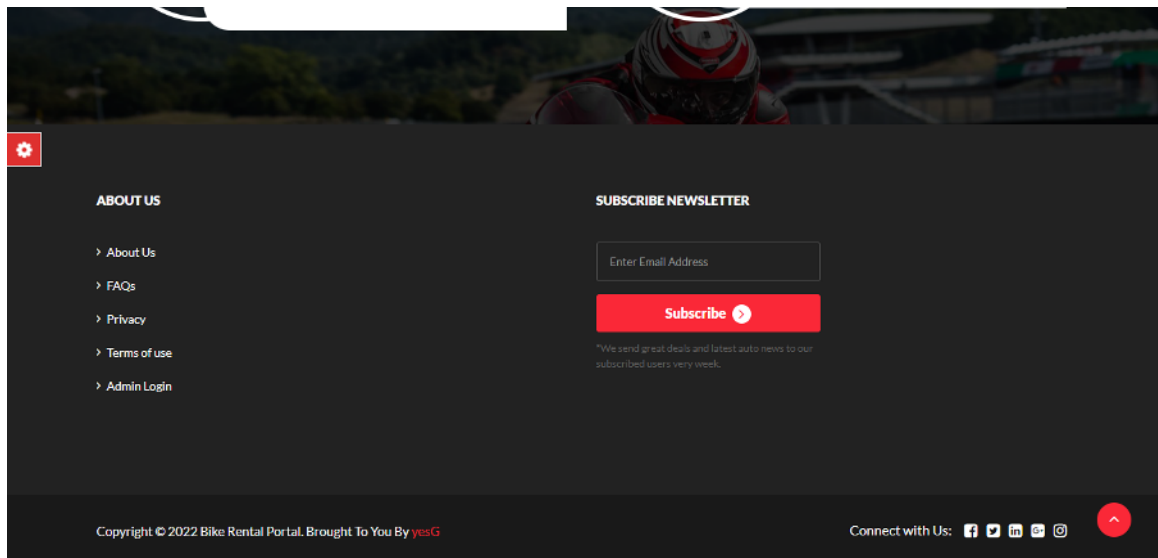 ABOUT US
> About Us
> FAQs
> Privacy
> Terms of use
> Admin Login
SUBSCRIBE NEWSLETTER
Enter Email Address
Subscribe
*We send great deals and latest auto news to our
subscribed users very week.
Copyright © 2022 Bike Rental Portal. Brought To You By yesG
Connect with Us: